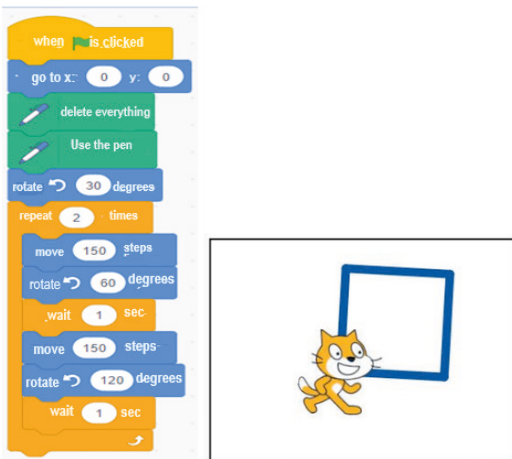 when is clicked
go to x: 0 y: 0
delete everything
Use the pen
rotate 30 degrees
repeat 2 times
move 150 steps
rotate 60 degrees
wait 1 sec
move 150 steps
rotate 120 degrees
wait 1 sec